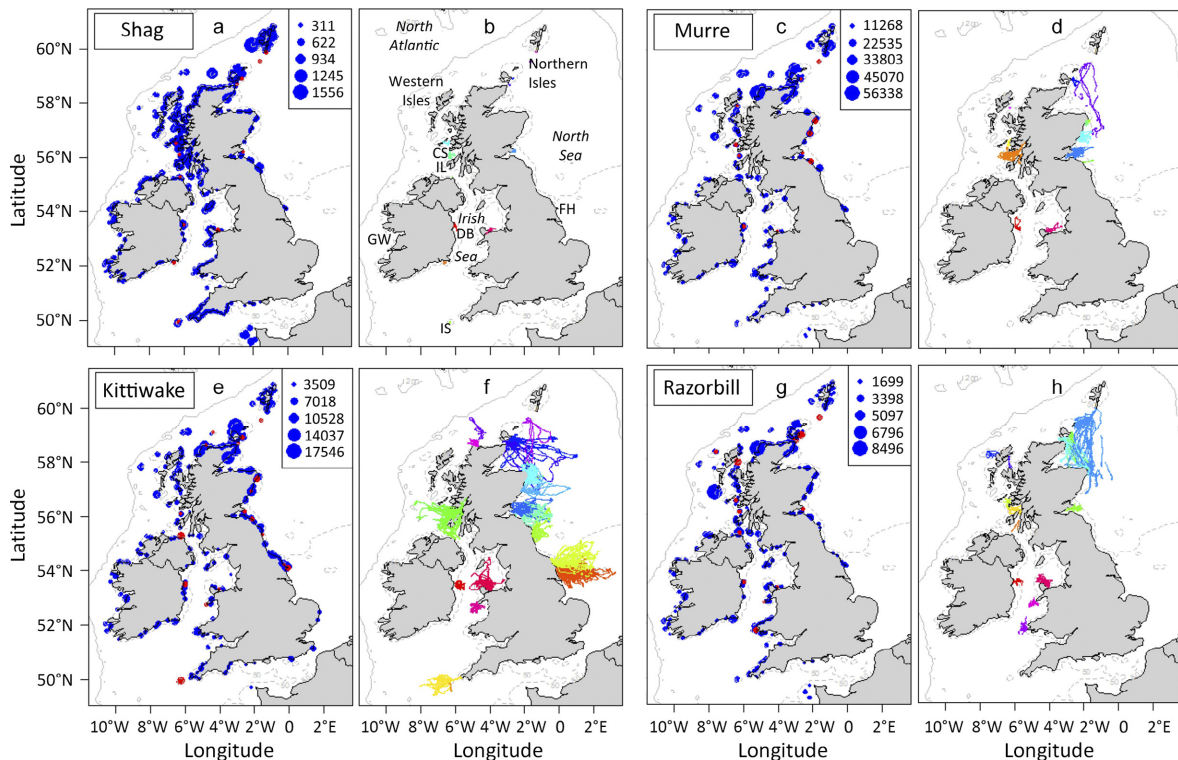 Shag
a
311
622
934
1245
1556
b
North
Atlantic
Western
Isles
Northern
Isles
North
Sea
CS
IL
FH
Irish
DB
Sea
GW
IS
Murre
c
11268
22535
33803
45070
56338
d
60°N
58°N
56°N
54°N
52°N
50°N
Latitude
Kittiwake
e
3509
7018
10528
14037
17546
f
Razorbill
g
1699
3398
5097
6796
8496
h
60°N
58°N
56°N
54°N
52°N
50°N
Latitude
10°W 8°W 6°W 4°W 2°W 0° 2°E
10°W 8°W 6°W 4°W 2°W 0° 2°E
10°W 8°W 6°W 4°W 2°W 0° 2°E
10°W 8°W 6°W 4°W 2°W 0° 2°E
Longitude
Longitude
Longitude
Longitude